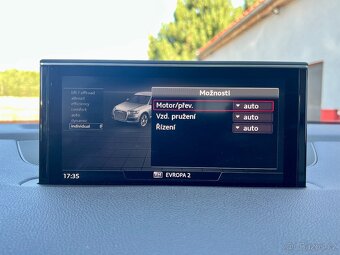 lift / offroad
allroad
efficiency
comfort
auto
dynamic
individual
Možnosti
Motor/přev. ▾ auto
Vzd. pružení ▾ auto
Řízení ▾ auto
17:35
EVROPA 2